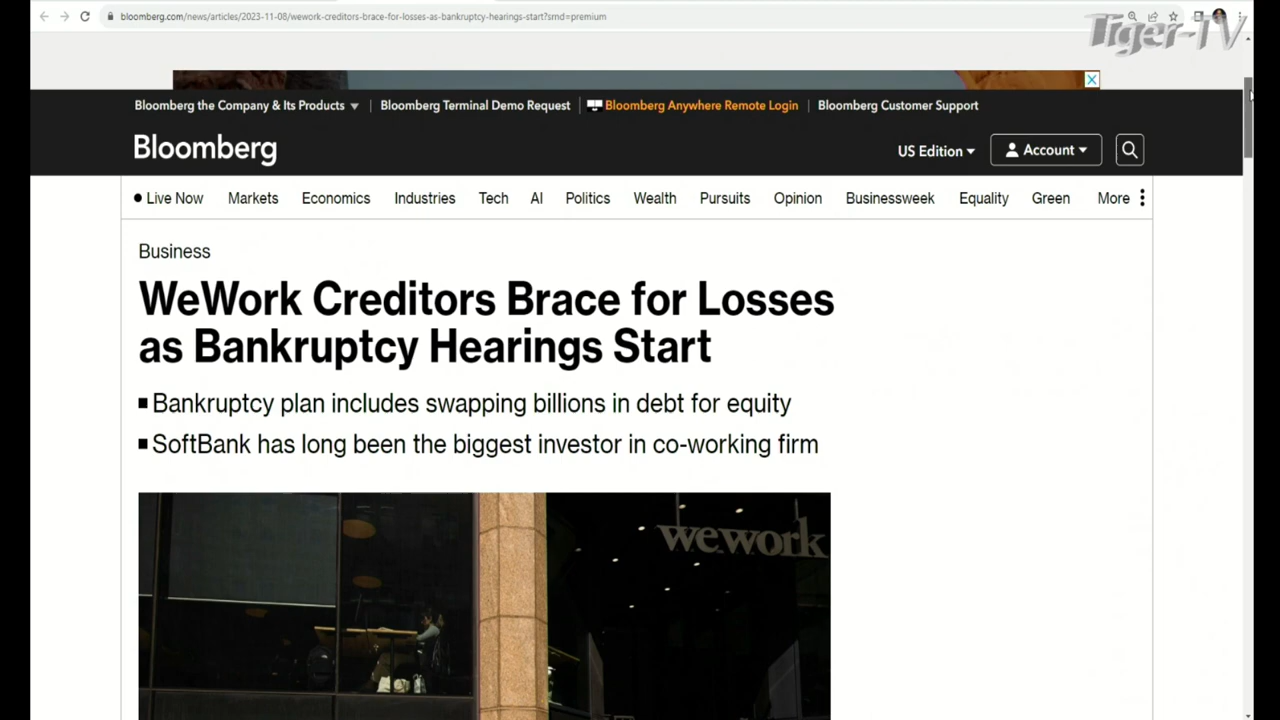 bloomberg.com/news/articles/2023-11-08/wework-creditors-brace-for-losses-as-bankruptcy-hearings-start?smd=premium
Tiger-TV
Bloomberg the Company & Its Products
Bloomberg Terminal Demo Request
Bloomberg Anywhere Remote Login
Bloomberg Customer Support
Bloomberg
US Edition
Account
Live Now
Markets
Economics
Industries
Tech
AI
Politics
Wealth
Pursuits
Opinion
Businessweek
Equality
Green
More
Business
WeWork Creditors Brace for Losses
as Bankruptcy Hearings Start
Bankruptcy plan includes swapping billions in debt for equity
SoftBank has long been the biggest investor in co-working firm
wework